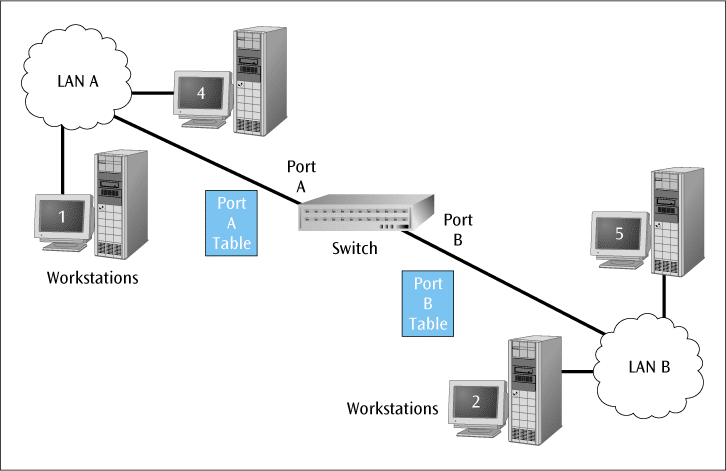 LAN A
4
1
Workstations
Port
A
Port
A
Table
Switch
Port
B
Port
B
Table
5
LAN B
2
Workstations